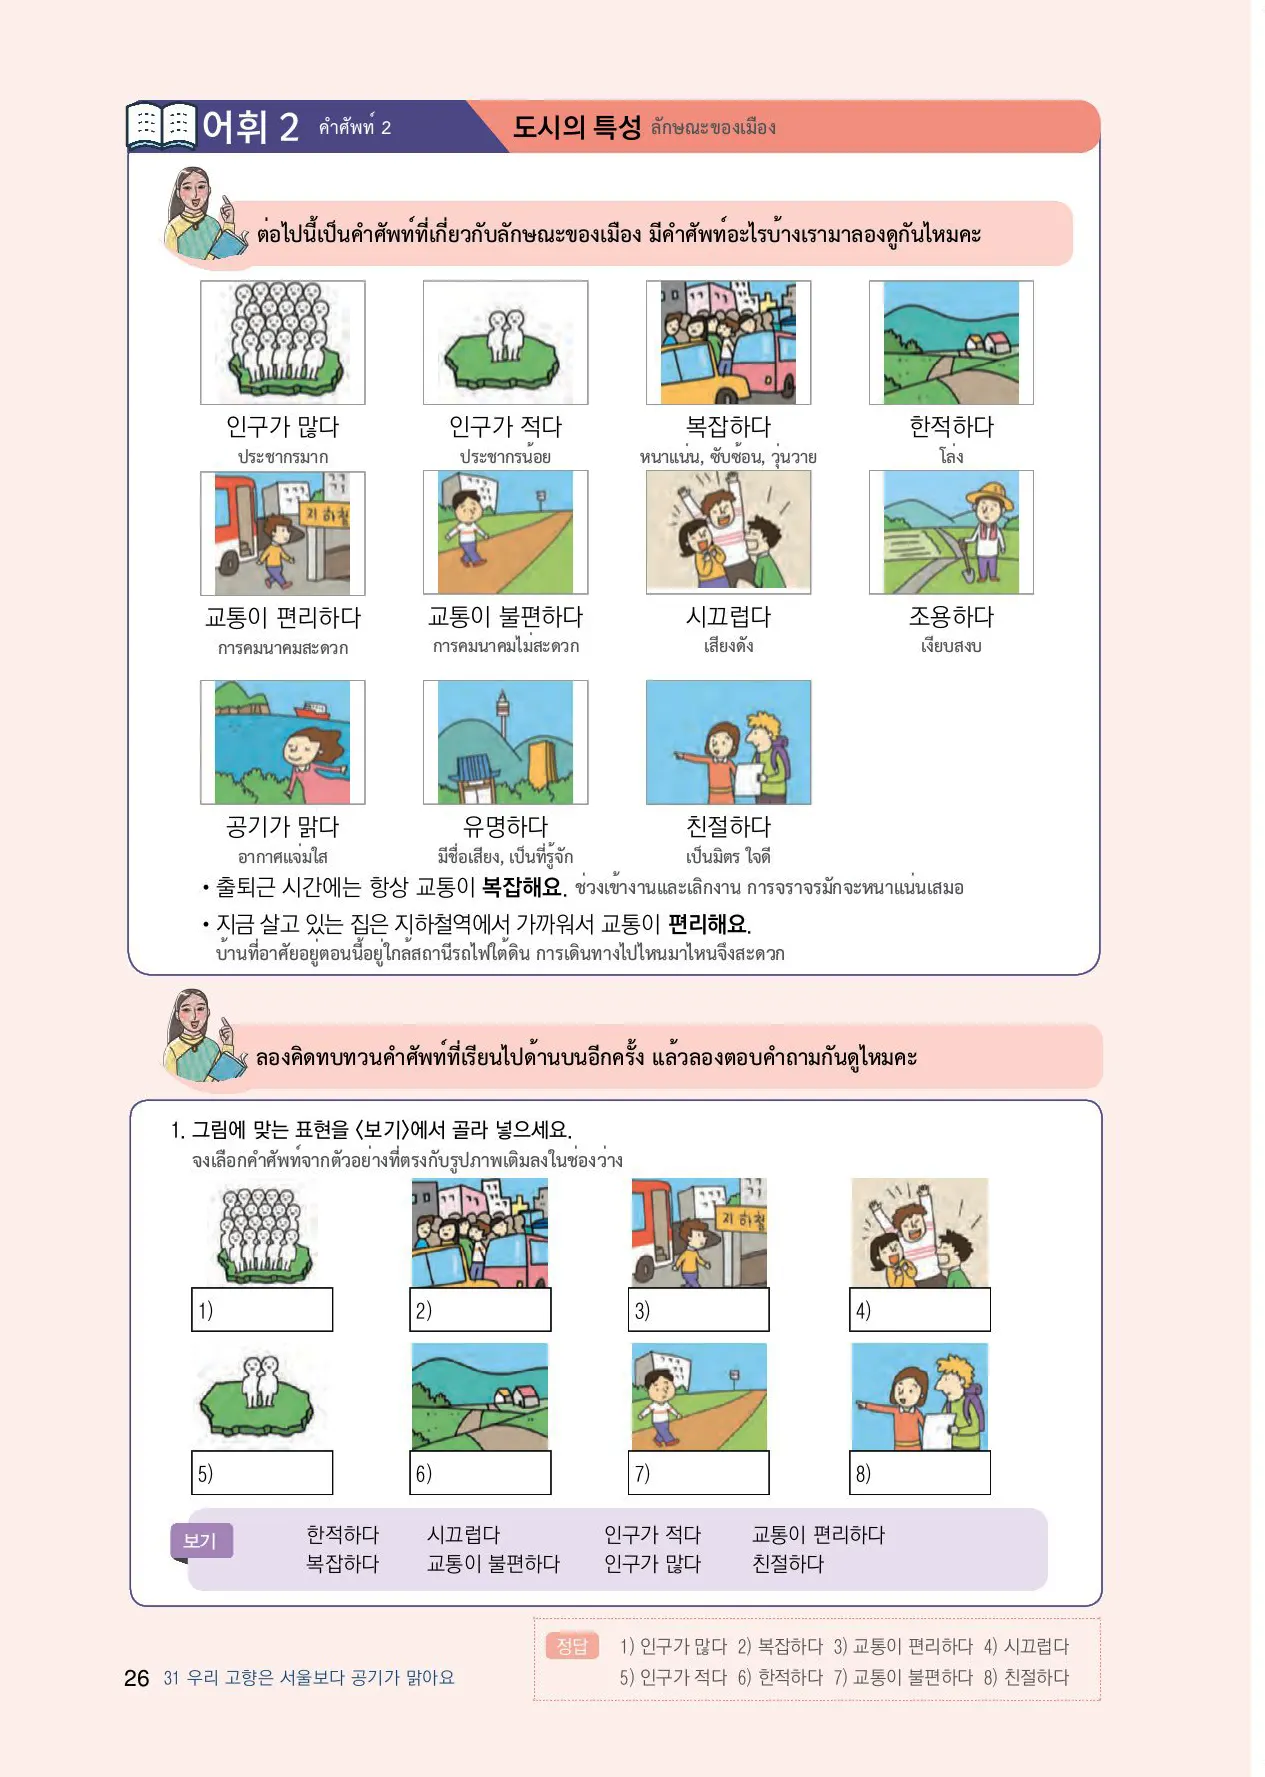 어휘 2 คำศัพท์ 2 도시의 특성 ลักษณะของเมือง
ต่อไปนี้เป็นคำศัพท์ที่เกี่ยวกับลักษณะของเมือง มีคำศัพท์อะไรบ้างเรามาลองดูกันไหมคะ
인구가 많다 인구가 적다 복잡하다 한적하다
ประชากรมาก ประชากรน้อย หนาแน่น, ซับซ้อน, วุ่นวาย โล่ง
지하철
교통이 편리하다 교통이 불편하다 시끄럽다 조용하다
การคมนาคมสะดวก การคมนาคมไม่สะดวก เสียงดัง เงียบสงบ
공기가 맑다 유명하다 친절하다
อากาศแจ่มใส มีชื่อเสียง, เป็นที่รู้จัก เป็นมิตร ใจดี
• 출퇴근 시간에는 항상 교통이 복잡해요. ช่วงเข้างานและเลิกงาน การจราจรมักจะหนาแน่นเสมอ
• 지금 살고 있는 집은 지하철역에서 가까워서 교통이 편리해요.
บ้านที่อาศัยอยู่ตอนนี้อยู่ใกล้สถานีรถไฟใต้ดิน การเดินทางไปไหนมาไหนจึงสะดวก
ลองคิดทบทวนคำศัพท์ที่เรียนไปด้านบนอีกครั้ง แล้วลองตอบคำถามกันดูไหมคะ
1. 그림에 맞는 표현을 〈보기〉에서 골라 넣으세요.
จงเลือกคำศัพท์จากตัวอย่างที่ตรงกับรูปภาพเติมลงในช่องว่าง
지하철
1) 2) 3) 4)
5) 6) 7) 8)
보기 한적하다 시끄럽다 인구가 적다 교통이 편리하다
복잡하다 교통이 불편하다 인구가 많다 친절하다
정답 1) 인구가 많다 2) 복잡하다 3) 교통이 편리하다 4) 시끄럽다
5) 인구가 적다 6) 한적하다 7) 교통이 불편하다 8) 친절하다
26 31 우리 고향은 서울보다 공기가 맑아요